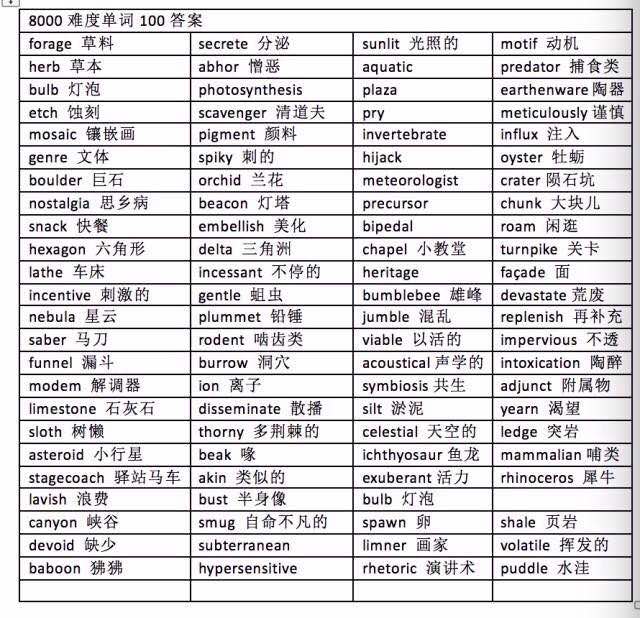 8000 难度单词 100 答案
forage 草料 secrete 分泌 sunlit 光照的 motif 动机
herb 草本 abhor 憎恶 aquatic predator 捕食类
bulb 灯泡 photosynthesis plaza earthenware 陶器
etch 蚀刻 scavenger 清道夫 pry meticulously 谨慎
mosaic 镶嵌画 pigment 颜料 invertebrate influx 注入
genre 文体 spiky 刺的 hijack oyster 牡蛎
boulder 巨石 orchid 兰花 meteorologist crater 陨石坑
nostalgia 思乡病 beacon 灯塔 precursor chunk 大块儿
snack 快餐 embellish 美化 bipedal roam 闲逛
hexagon 六角形 delta 三角洲 chapel 小教堂 turnpike 关卡
lathe 车床 incessant 不停的 heritage façade 面
incentive 刺激的 gentle 蛆虫 bumblebee 雄峰 devastate 荒废
nebula 星云 plummet 铅锤 jumble 混乱 replenish 再补充
saber 马刀 rodent 啮齿类 viable 以活的 impervious 不透
funnel 漏斗 burrow 洞穴 acoustical 声学的 intoxication 陶醉
modem 解调器 ion 离子 symbiosis 共生 adjunct 附属物
limestone 石灰石 disseminate 散播 silt 淤泥 yearn 渴望
sloth 树懒 thorny 多荆棘的 celestial 天空的 ledge 突岩
asteroid 小行星 beak 喙 ichthyosaur 鱼龙 mammalian 哺类
stagecoach 驿站马车 akin 类似的 exuberant 活力 rhinoceros 犀牛
lavish 浪费 bust 半身像 bulb 灯泡
canyon 峡谷 smug 自命不凡的 spawn 卵 shale 页岩
devoid 缺少 subterranean limner 画家 volatile 挥发的
baboon 狒狒 hypersensitive rhetoric 演讲术 puddle 水洼